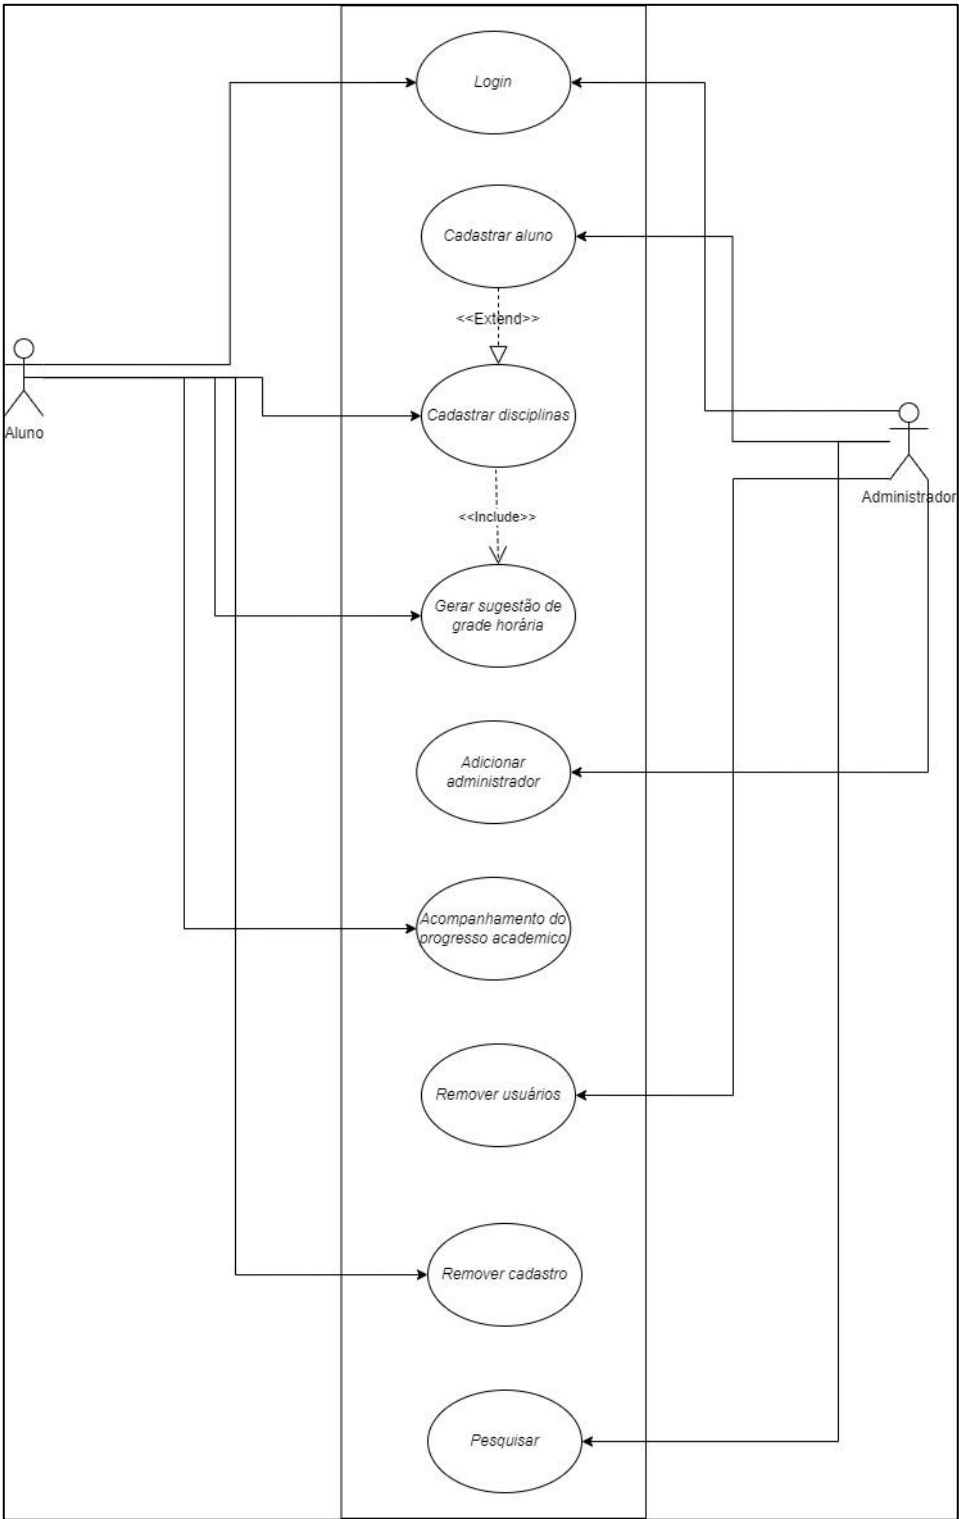 Login
Cadastrar aluno
<<Extend>>
Aluno
Cadastrar disciplinas
Administrador
<<Include>>
Gerar sugestão de
grade horária
Adicionar
administrador
Acompanhamento do
progresso academico
Remover usuários
Remover cadastro
Pesquisar